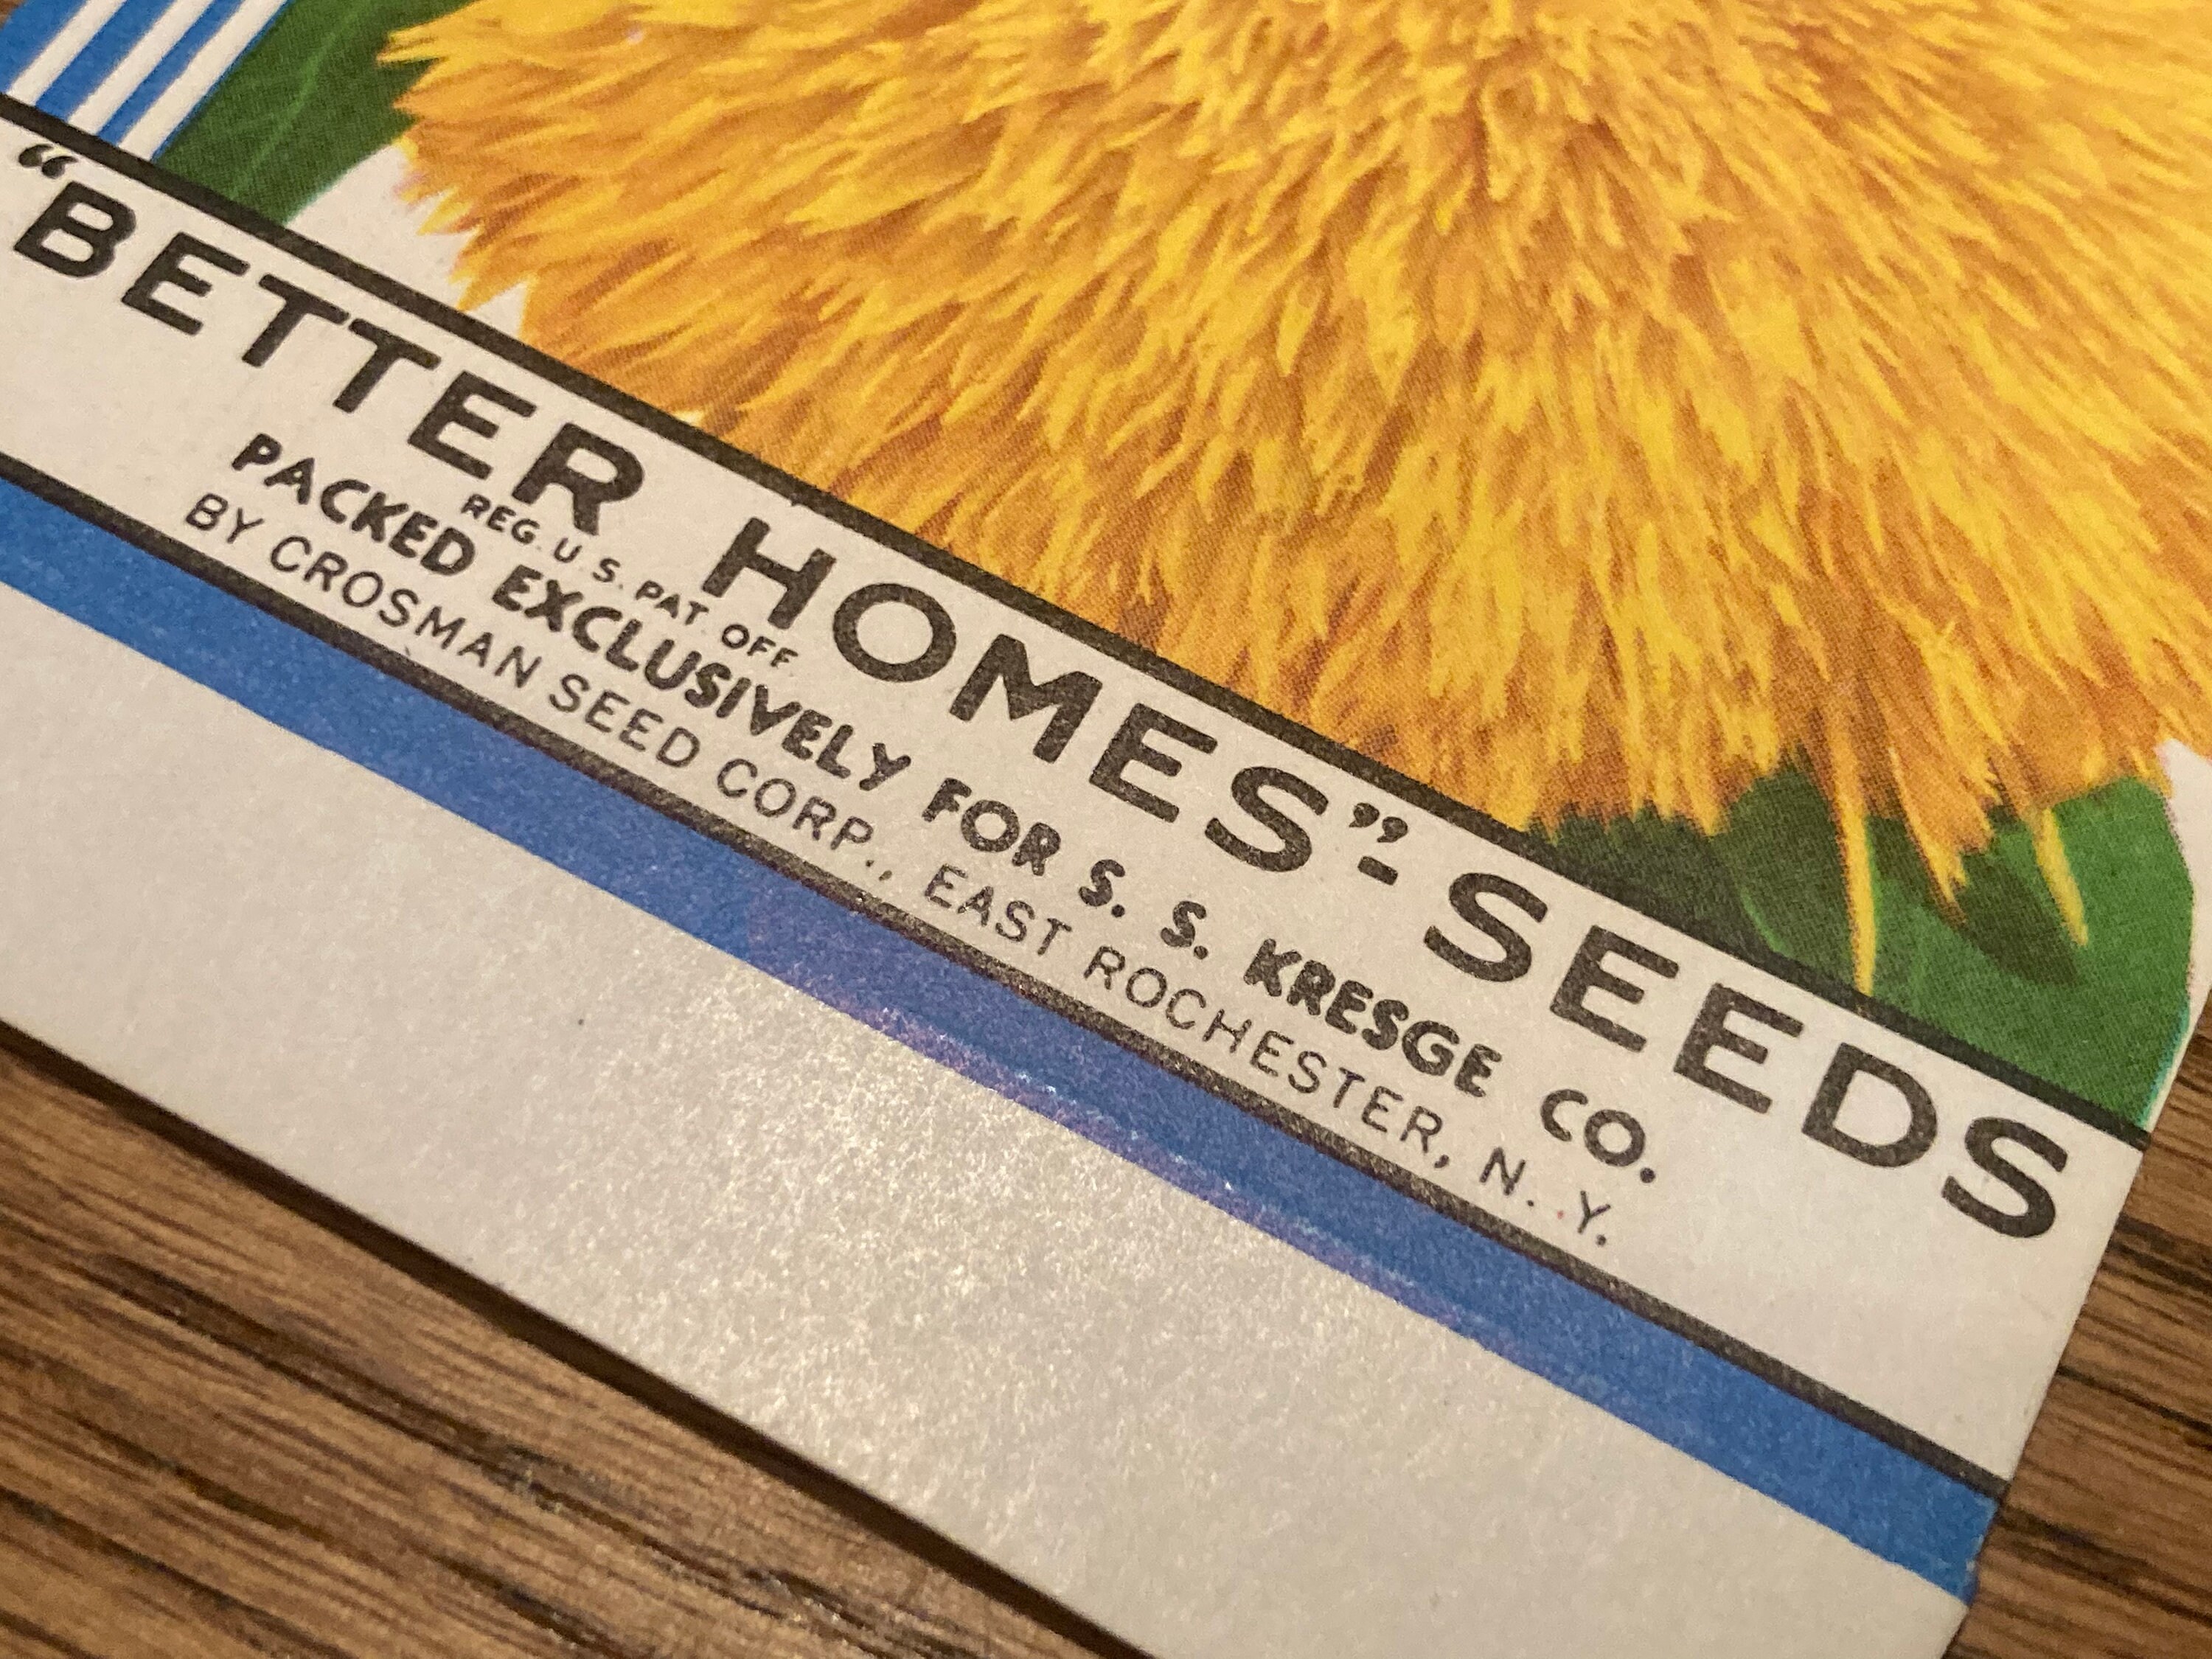 "BETTER HOMES"-SEEDS
REG. U. S. PAT. OFF
PACKED EXCLUSIVELY FOR S. S. KRESGE CO.
BY CROSMAN SEED CORP., EAST ROCHESTER, N. Y.